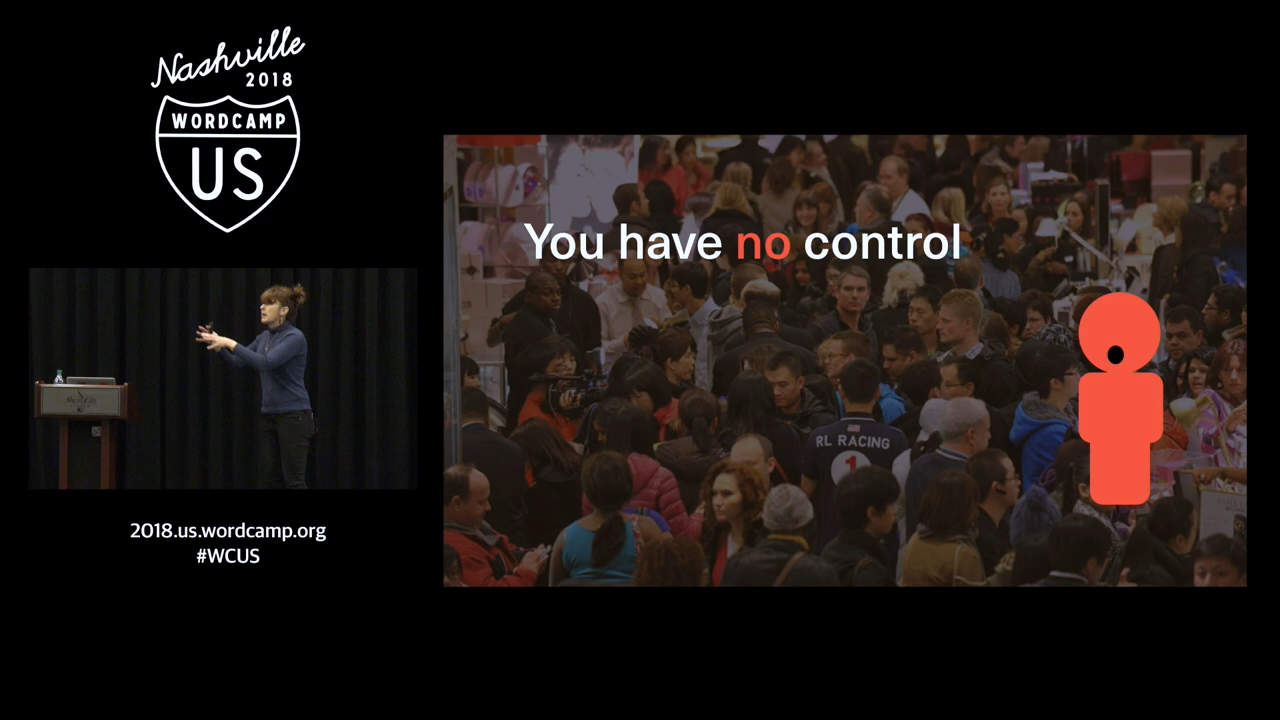 Nashville
2018
WORDCAMP
US
You have no control
RL RACING
1
2018.us.wordcamp.org
#WCUS